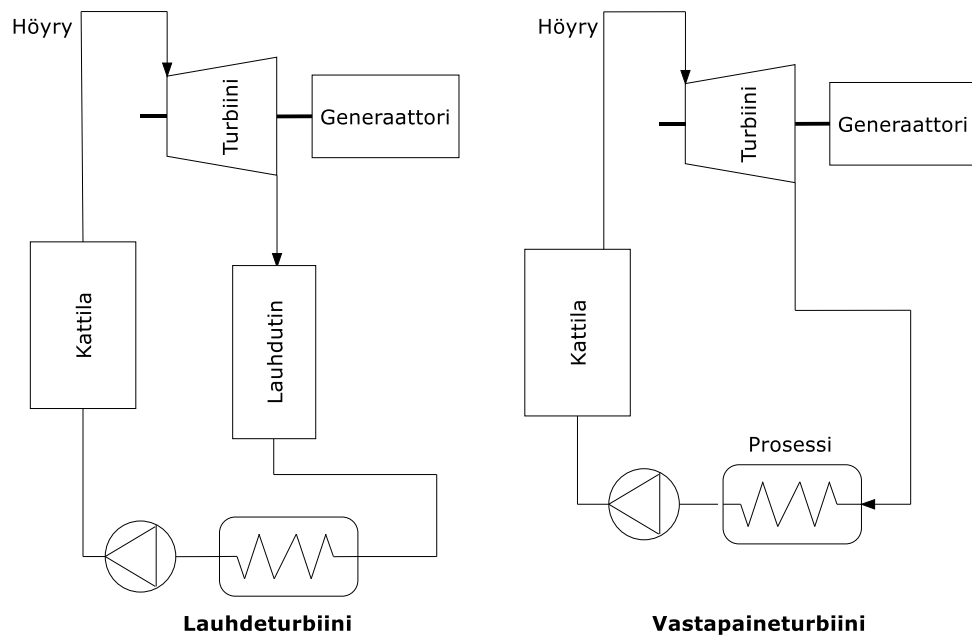 Höyry
Turbiini
Generaattori
Kattila
Lauhdutin
Lauhdeturbiini
Höyry
Turbiini
Generaattori
Kattila
Prosessi
Vastapaineturbiini